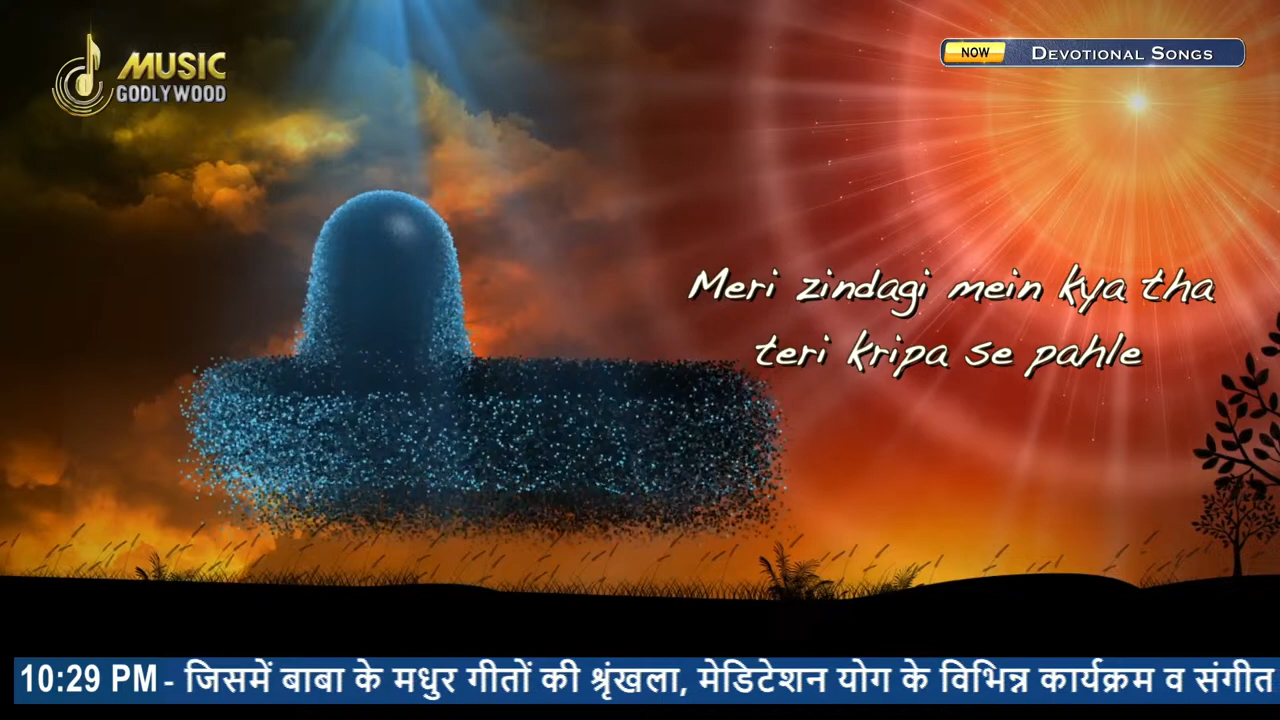 MUSIC
GODLYWOOD
NOW DEVOTIONAL SONGS
Meri zindagi mein kya tha
teri kripa se pahle
10:29 PM - जिसमें बाबा के मधुर गीतों की श्रृंखला, मेडिटेशन योग के विभिन्न कार्यक्रम व संगीत